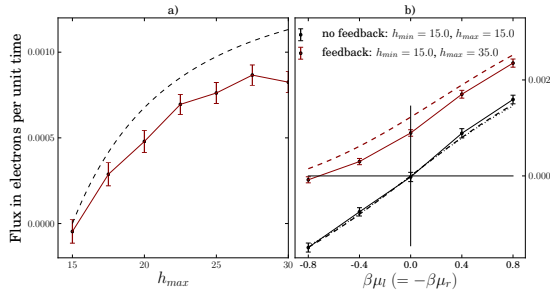 a)
b)
Flux in electrons per unit time
0.0010
0.0005
0.0000
15 20 25 30
h_max
no feedback: h_min = 15.0, h_max = 15.0
feedback: h_min = 15.0, h_max = 35.0
0.002
0.000
-0.8 -0.4 0.0 0.4 0.8
βμ_l (= −βμ_r)